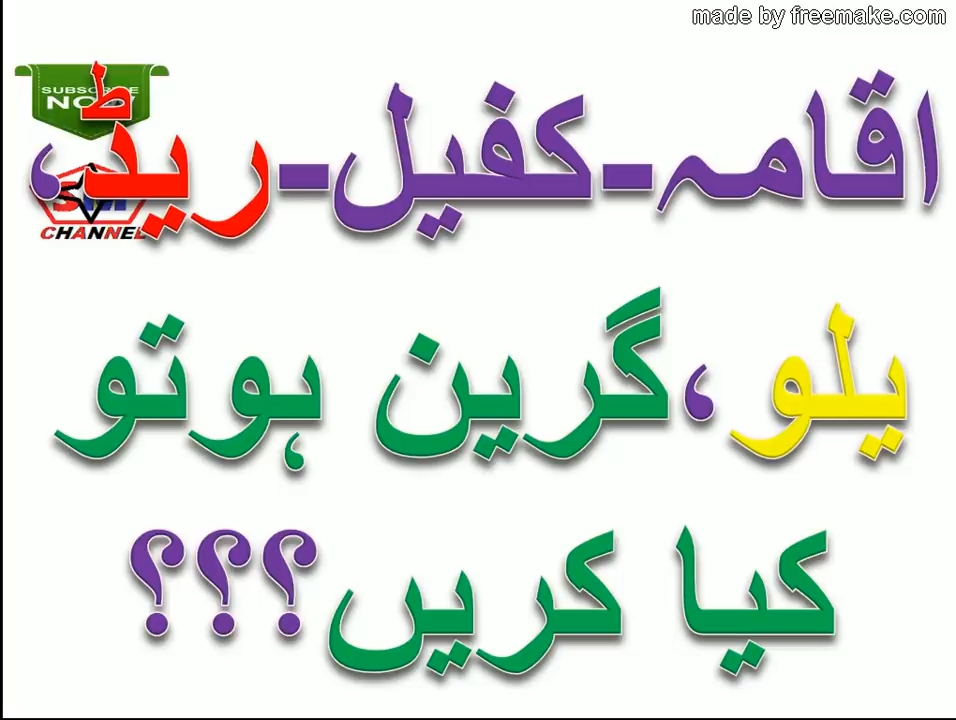 made by freemake.com
SUBSCRIBE
NOW
اقامہ-کفیل-ریڈ،
CHANNEL
یلو،گرین ہوتو
کیا کریں؟؟؟